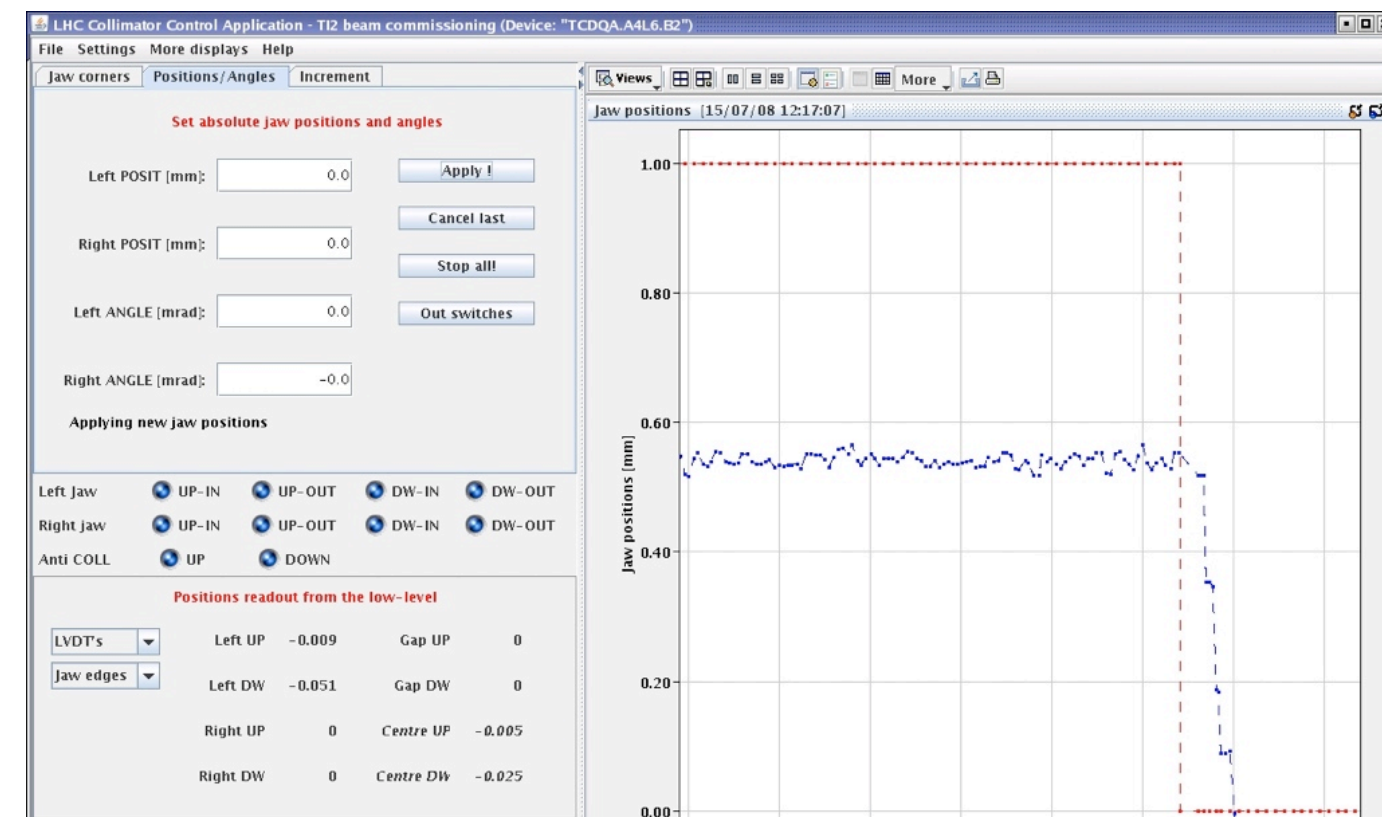 LHC Collimator Control Application - TI2 beam commissioning (Device: "TCDQA.A4L6.B2")
File Settings More displays Help
Jaw corners Positions/Angles Increment
Set absolute jaw positions and angles
Left POSIT [mm]: 0.0 Apply !
Cancel last
Right POSIT [mm]: 0.0
Stop all!
Left ANGLE [mrad]: 0.0 Out switches
Right ANGLE [mrad]: -0.0
Applying new jaw positions
Left Jaw UP-IN UP-OUT DW-IN DW-OUT
Right jaw UP-IN UP-OUT DW-IN DW-OUT
Anti COLL UP DOWN
Positions readout from the low-level
LVDT's Left UP -0.009 Gap UP 0
Jaw edges Left DW -0.051 Gap DW 0
Right UP 0 Centre UP -0.005
Right DW 0 Centre DW -0.025
Views More
Jaw positions [15/07/08 12:17:07]
1.00
0.80
0.60
Jaw positions [mm]
0.40
0.20
0.00